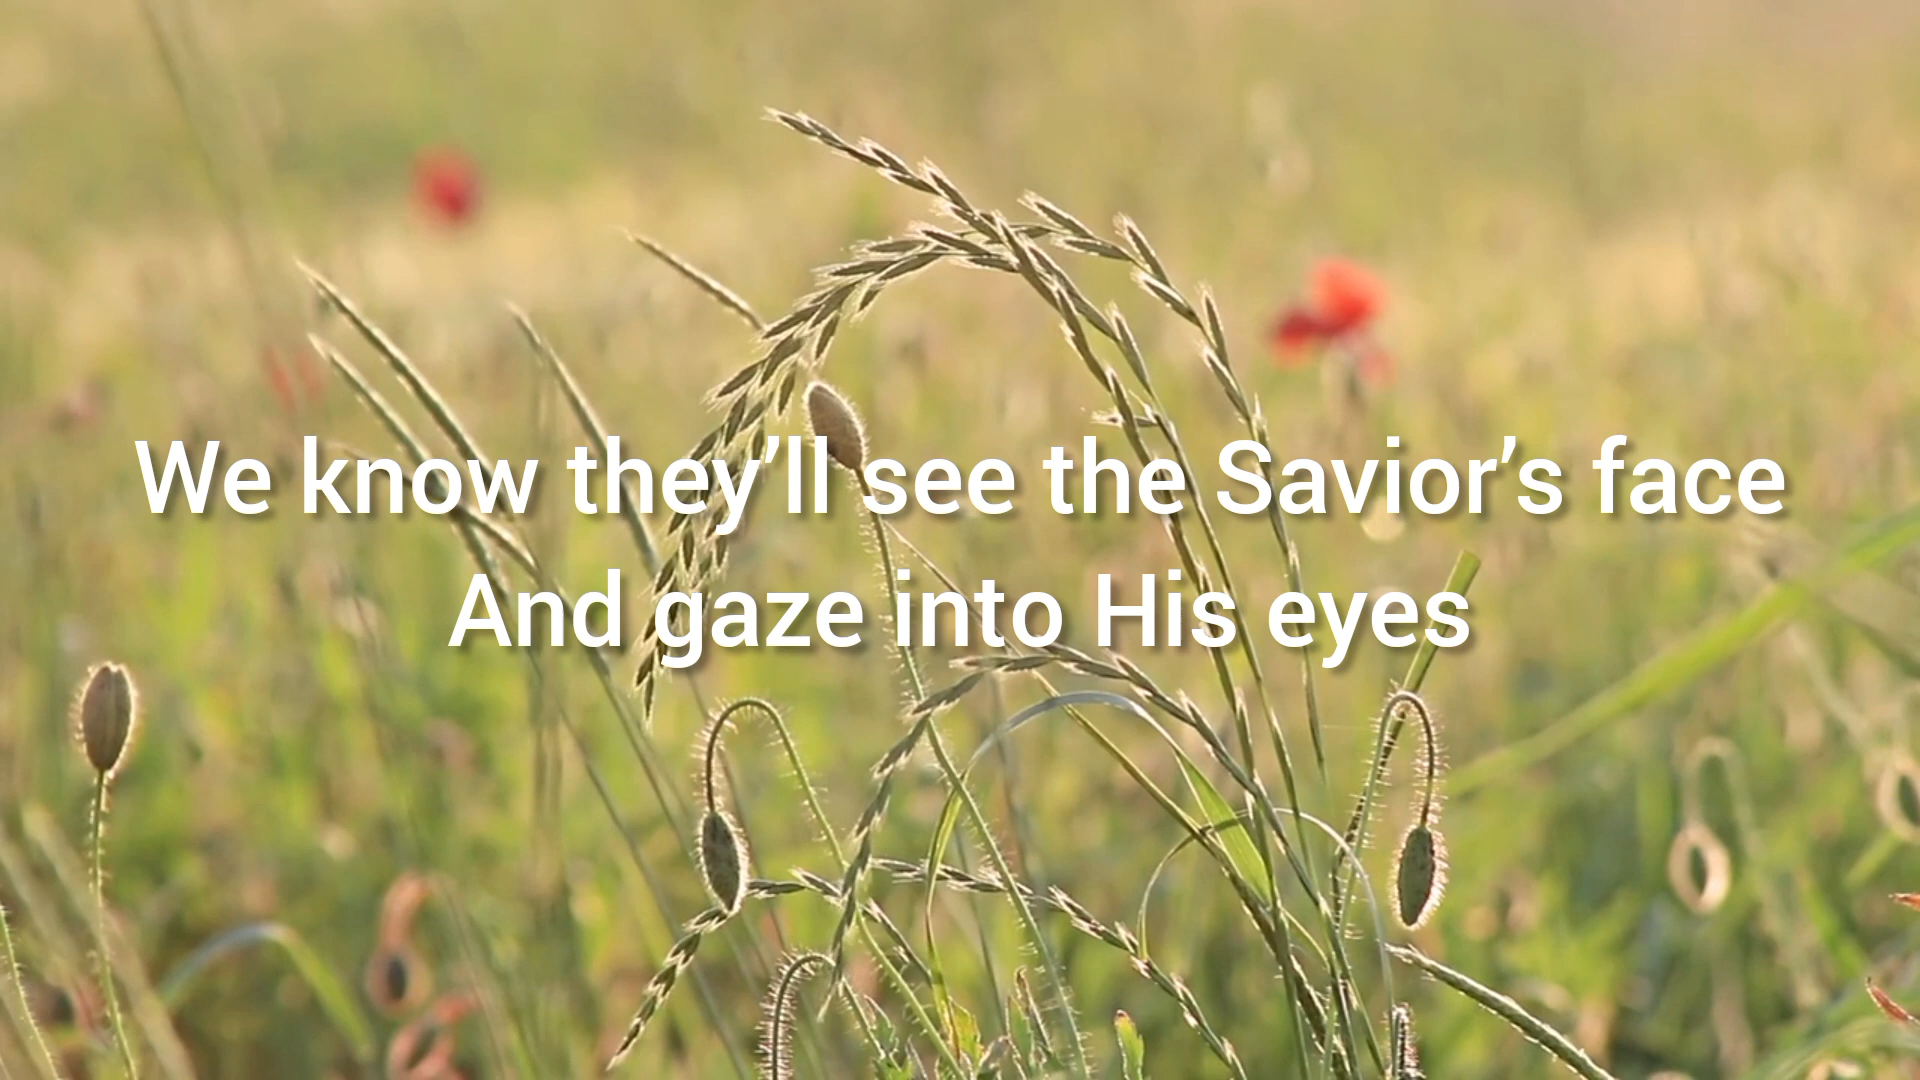 We know they’ll see the Savior’s face
And gaze into His eyes